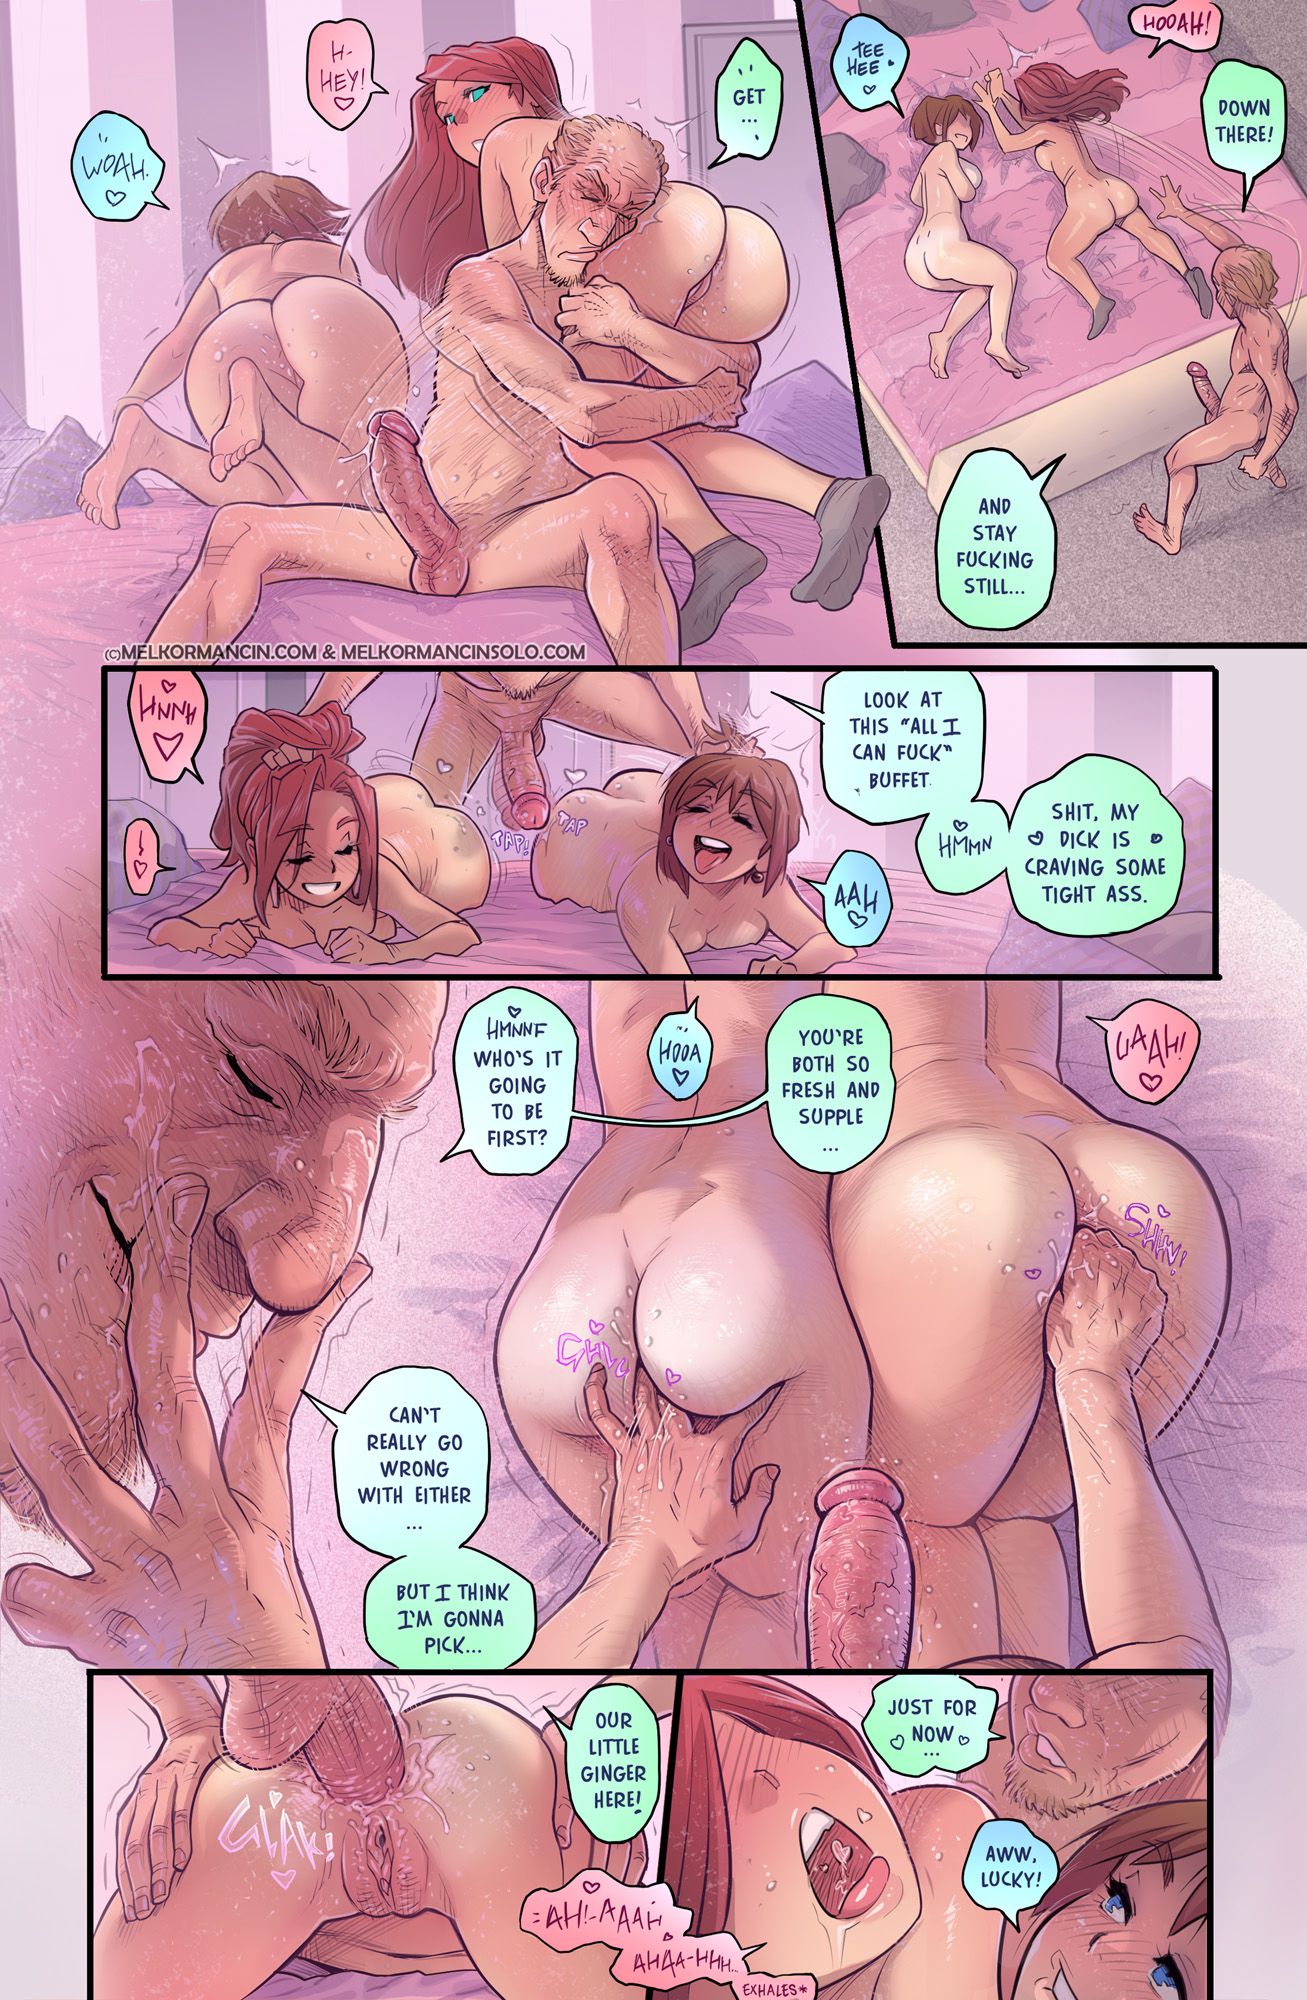 WOAH.
H-
HEY!
GET
...
TEE
HEE
HOOAH!
DOWN
THERE!
AND
STAY
FUCKING
STILL...
(C)MELKORMANCIN.COM & MELKORMANCINSOLO.COM
HNNH
TAP!
TAP
LOOK AT
THIS "ALL I
CAN FUCK"
BUFFET.
HMMN
SHIT, MY
DICK IS
CRAVING SOME
TIGHT ASS.
AAH
HMNNF
WHO'S IT
GOING
TO BE
FIRST?
HOOA
YOU'RE
BOTH SO
FRESH AND
SUPPLE
...
GAAH!
CAN'T
REALLY GO
WRONG
WITH EITHER
...
BUT I THINK
I'M GONNA
PICK...
OUR
LITTLE
GINGER
HERE!
GLAK!
AH!-AAAH
AHAA-HHH...
EXHALES*
JUST FOR
NOW
...
AWW,
LUCKY!